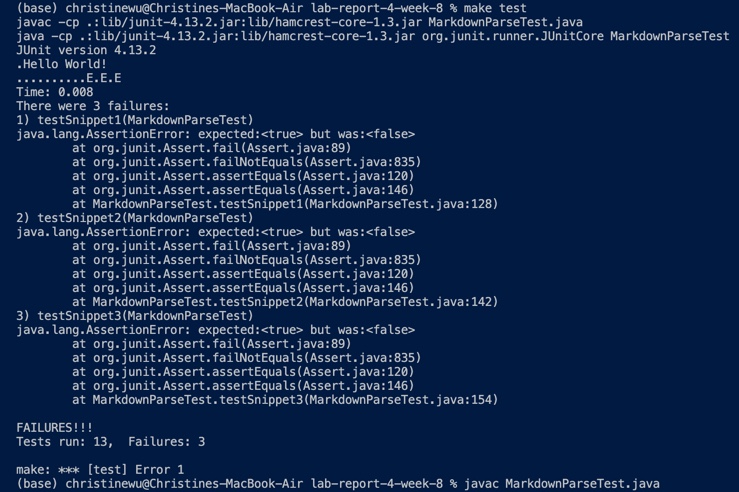 (base) christinewu@Christines-MacBook-Air lab-report-4-week-8 % make test
javac -cp .:lib/junit-4.13.2.jar:lib/hamcrest-core-1.3.jar MarkdownParseTest.java
java -cp .:lib/junit-4.13.2.jar:lib/hamcrest-core-1.3.jar org.junit.runner.JUnitCore MarkdownParseTest
JUnit version 4.13.2
.Hello World!
..........E.E.E
Time: 0.008
There were 3 failures:
1) testSnippet1(MarkdownParseTest)
java.lang.AssertionError: expected:<true> but was:<false>
        at org.junit.Assert.fail(Assert.java:89)
        at org.junit.Assert.failNotEquals(Assert.java:835)
        at org.junit.Assert.assertEquals(Assert.java:120)
        at org.junit.Assert.assertEquals(Assert.java:146)
        at MarkdownParseTest.testSnippet1(MarkdownParseTest.java:128)
2) testSnippet2(MarkdownParseTest)
java.lang.AssertionError: expected:<true> but was:<false>
        at org.junit.Assert.fail(Assert.java:89)
        at org.junit.Assert.failNotEquals(Assert.java:835)
        at org.junit.Assert.assertEquals(Assert.java:120)
        at org.junit.Assert.assertEquals(Assert.java:146)
        at MarkdownParseTest.testSnippet2(MarkdownParseTest.java:142)
3) testSnippet3(MarkdownParseTest)
java.lang.AssertionError: expected:<true> but was:<false>
        at org.junit.Assert.fail(Assert.java:89)
        at org.junit.Assert.failNotEquals(Assert.java:835)
        at org.junit.Assert.assertEquals(Assert.java:120)
        at org.junit.Assert.assertEquals(Assert.java:146)
        at MarkdownParseTest.testSnippet3(MarkdownParseTest.java:154)

FAILURES!!!
Tests run: 13,  Failures: 3

make: *** [test] Error 1
(base) christinewu@Christines-MacBook-Air lab-report-4-week-8 % javac MarkdownParseTest.java